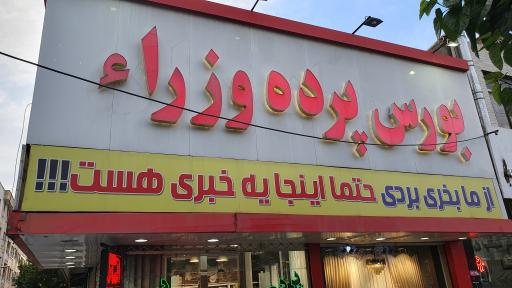 بورس پرده وزراء
از ما بخری بردی حتما اینجا یه خبری هست!!!